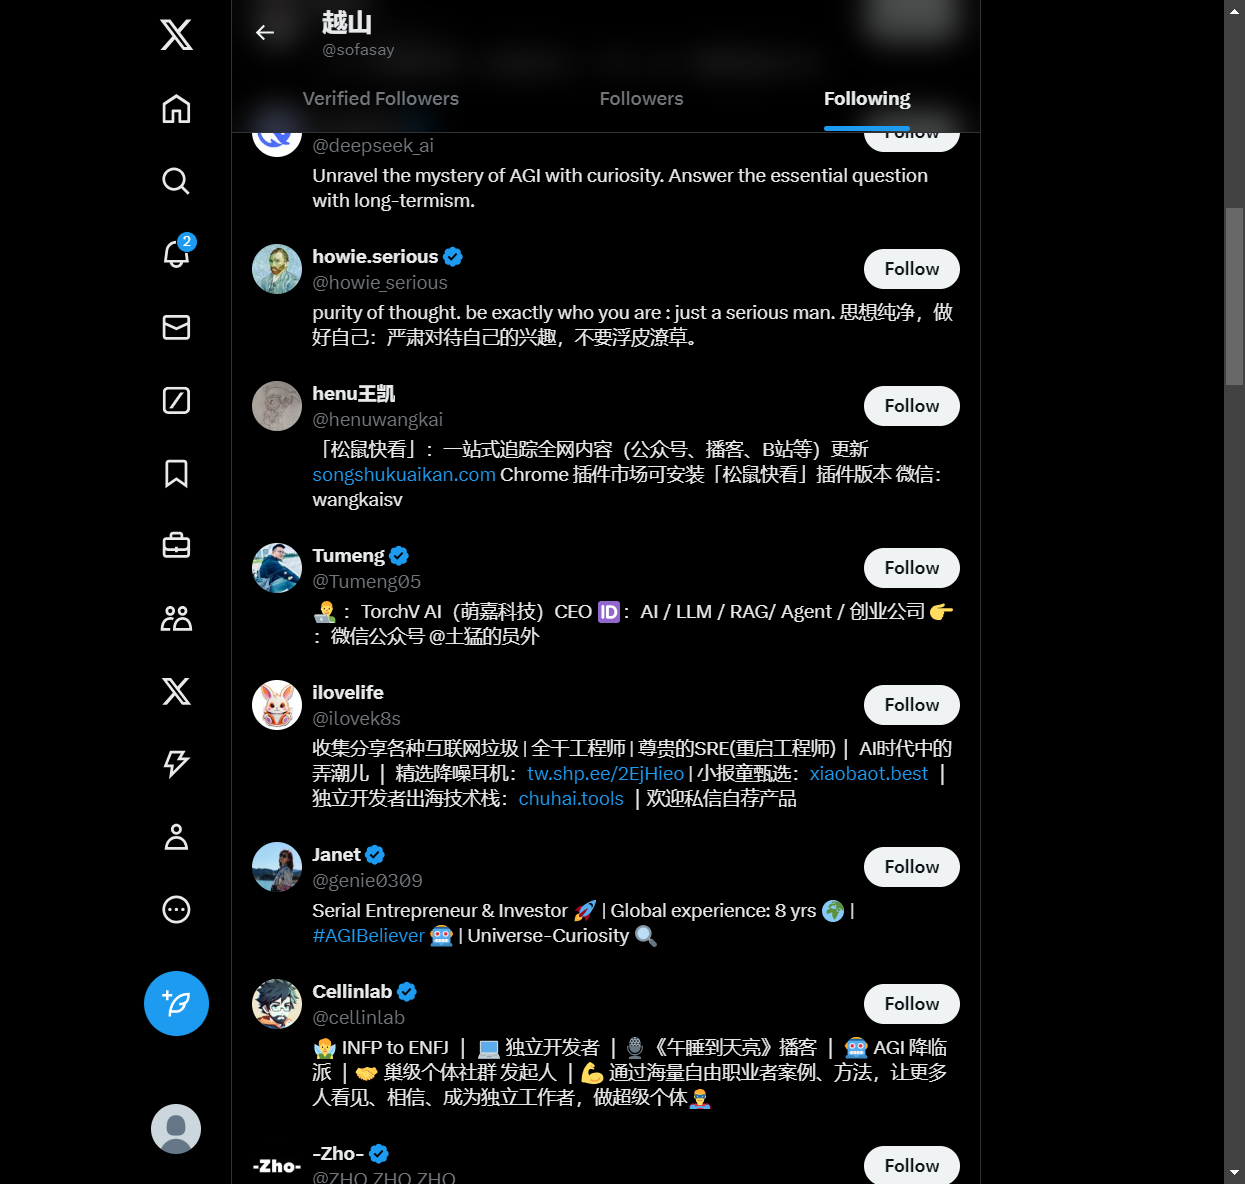 越山
@sofasay
Verified Followers
Followers
Following
2
@deepseek_ai
Follow
Unravel the mystery of AGI with curiosity. Answer the essential question
with long-termism.
howie.serious
@howie_serious
Follow
purity of thought. be exactly who you are : just a serious man. 思想纯净，做
好自己：严肃对待自己的兴趣，不要浮皮潦草。
henu王凯
@henuwangkai
Follow
「松鼠快看」：一站式追踪全网内容（公众号、播客、B站等）更新
songshukuaikan.com Chrome 插件市场可安装「松鼠快看」插件版本 微信：
wangkaisv
Tumeng
@Tumeng05
Follow
👨‍💻：TorchV AI（萌嘉科技）CEO 🆔：AI / LLM / RAG/ Agent / 创业公司 👉
：微信公众号 @土猛的员外
ilovelife
@ilovek8s
Follow
收集分享各种互联网垃圾 | 全干工程师 | 尊贵的SRE(重启工程师)｜ AI时代中的
弄潮儿 ｜ 精选降噪耳机：tw.shp.ee/2EjHieo | 小报童甄选：xiaobaot.best ｜
独立开发者出海技术栈：chuhai.tools ｜欢迎私信自荐产品
Janet
@genie0309
Follow
Serial Entrepreneur & Investor 🚀 | Global experience: 8 yrs 🌍 |
#AGIBeliever 🤖 | Universe-Curiosity 🔍
Cellinlab
@cellinlab
Follow
🧚‍♂️ INFP to ENFJ ｜ 💻 独立开发者 ｜🎙️《午睡到天亮》播客 ｜ 🤖 AGI 降临
派 ｜🤝 巢级个体社群 发起人 ｜💪 通过海量自由职业者案例、方法，让更多
人看见、相信、成为独立工作者，做超级个体🦸‍♂️
-Zho-
-Zho-
@ZHO_ZHO_ZHO
Follow